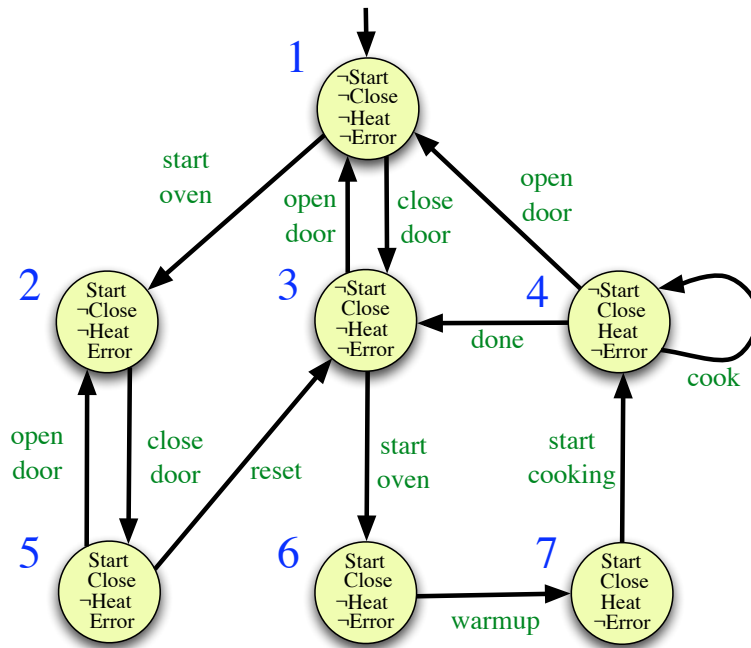 1
¬Start
¬Close
¬Heat
¬Error
start
oven
open
door
close
door
open
door
2
Start
¬Close
¬Heat
Error
3
¬Start
Close
¬Heat
¬Error
4
¬Start
Close
Heat
¬Error
done
cook
open
door
close
door
reset
start
oven
start
cooking
5
Start
Close
¬Heat
Error
6
Start
Close
¬Heat
¬Error
warmup
7
Start
Close
Heat
¬Error